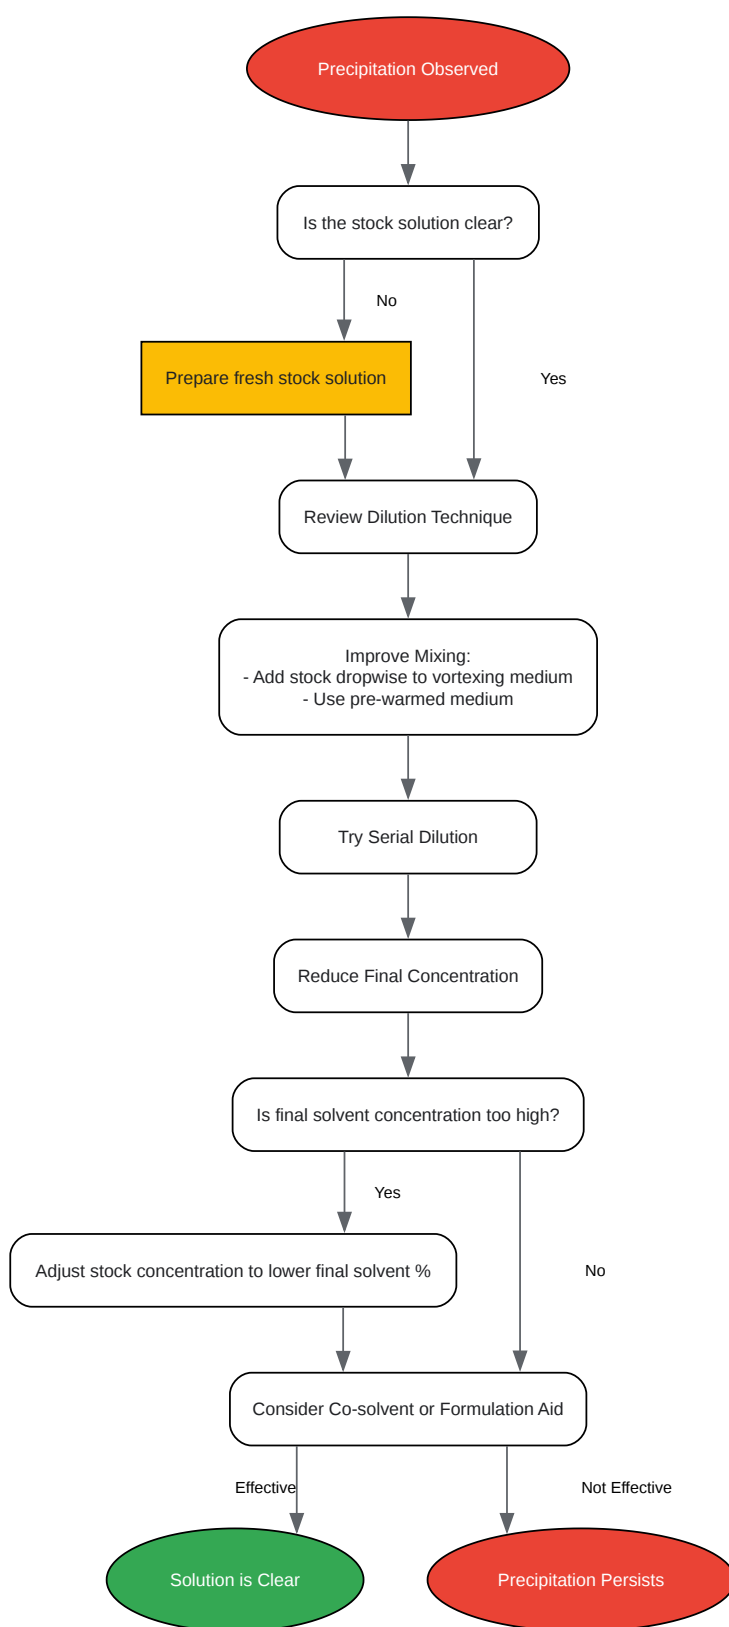 Precipitation Observed
Is the stock solution clear?
No
Prepare fresh stock solution
Yes
Review Dilution Technique
Improve Mixing:
- Add stock dropwise to vortexing medium
- Use pre-warmed medium
Try Serial Dilution
Reduce Final Concentration
Is final solvent concentration too high?
Yes
Adjust stock concentration to lower final solvent %
No
Consider Co-solvent or Formulation Aid
Effective
Not Effective
Solution is Clear
Precipitation Persists